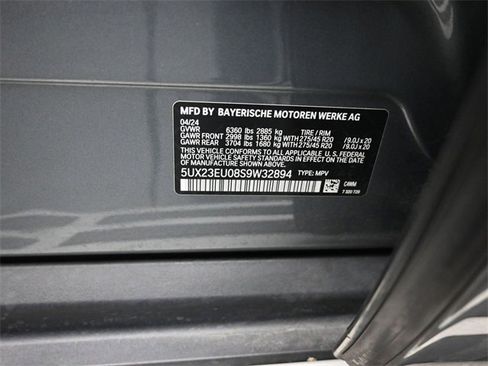 MFD BY BAYERISCHE MOTOREN WERKE AG
04/24
GVWR 6360 lbs 2885 kg TIRE / RIM
GAWR FRONT 2998 lbs 1360 kg WITH 275/45 R20 / 9.0J x 20
GAWR REAR 3704 lbs 1680 kg WITH 275/45 R20 / 9.0J x 20
THIS VEHICLE CONFORMS TO ALL APPLICABLE U.S. FEDERAL
MOTOR VEHICLE SAFETY STANDARDS IN EFFECT ON
THE DATE OF MANUFACTURE SHOWN ABOVE.
5UX23EU08S9W32894 TYPE: MPV